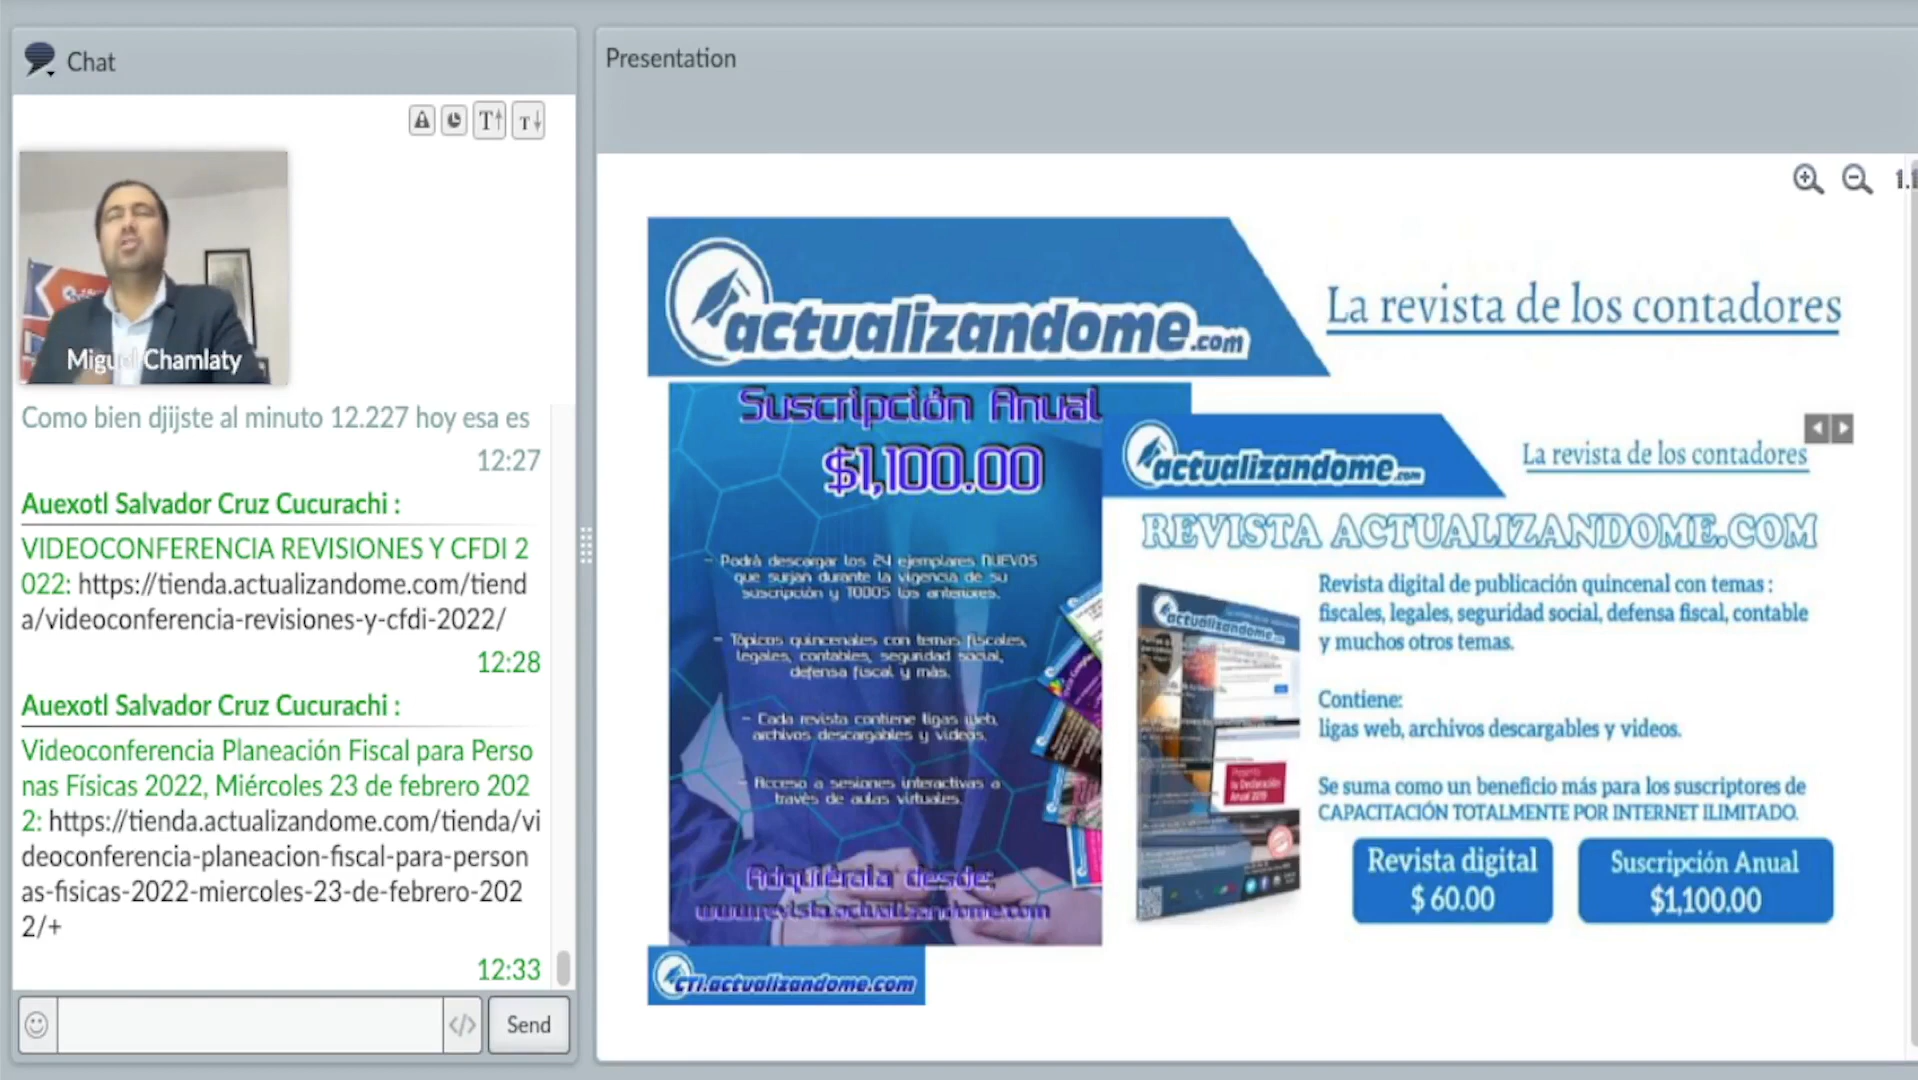 Chat
T
T
Miguel Chamlaty
Como bien djijste al minuto 12.227 hoy esa es
12:27
Auexotl Salvador Cruz Cucurachi :
VIDEOCONFERENCIA REVISIONES Y CFDI 2
022: https://tienda.actualizandome.com/tiend
a/videoconferencia-revisiones-y-cfdi-2022/
12:28
Auexotl Salvador Cruz Cucurachi :
Videoconferencia Planeación Fiscal para Perso
nas Físicas 2022, Miércoles 23 de febrero 202
2: https://tienda.actualizandome.com/tienda/vi
deoconferencia-planeacion-fiscal-para-person
as-fisicas-2022-miercoles-23-de-febrero-202
2/+
12:33
Send
Presentation
actualizandome.com
La revista de los contadores
Suscripción Anual
$1,100.00
- Podrá descargar los 24 ejemplares NUEVOS
que surjan durante la vigencia de su
suscripción y TODOS los anteriores.
- Tópicos quincenales con temas fiscales,
legales, contables, seguridad social,
defensa fiscal y más.
- Cada revista contiene ligas web,
archivos descargables y videos.
- Acceso a sesiones interactivas a
través de aulas virtuales.
Adquiérala desde:
www.revista.actualizandome.com
CTI.actualizandome.com
actualizandome.com
La revista de los contadores
REVISTA ACTUALIZANDOME.COM
Revista digital de publicación quincenal con temas :
fiscales, legales, seguridad social, defensa fiscal, contable
y muchos otros temas.
Contiene:
ligas web, archivos descargables y videos.
Se suma como un beneficio más para los suscriptores de
CAPACITACIÓN TOTALMENTE POR INTERNET ILIMITADO.
Revista digital
$ 60.00
Suscripción Anual
$1,100.00